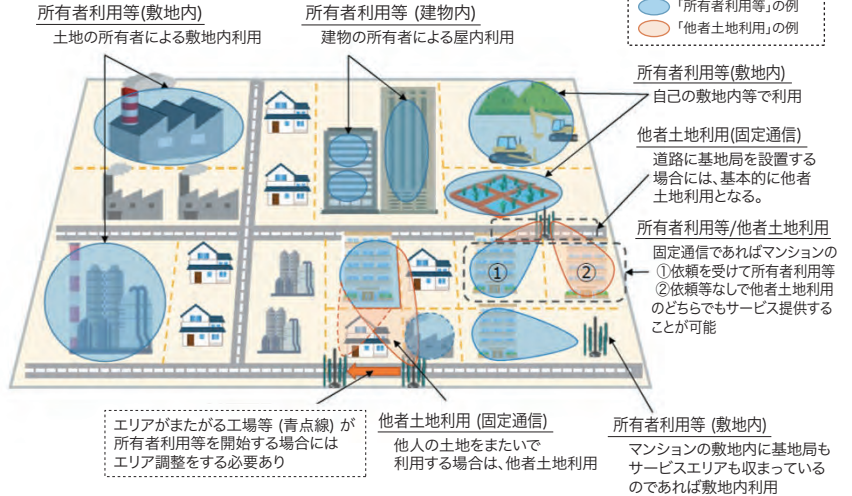 所有者利用等(敷地内)
土地の所有者による敷地内利用
所有者利用等 (建物内)
建物の所有者による屋内利用
「所有者利用等」の例
「他者土地利用」の例
所有者利用等(敷地内)
自己の敷地内等で利用
他者土地利用(固定通信)
道路に基地局を設置する
場合には、基本的に他者
土地利用となる。
所有者利用等/他者土地利用
固定通信であればマンションの
①依頼を受けて所有者利用等
②依頼等なしで他者土地利用
のどちらでもサービス提供する
ことが可能
①
②
エリアがまたがる工場等 (青点線) が
所有者利用等を開始する場合には
エリア調整をする必要あり
他者土地利用 (固定通信)
他人の土地をまたいで
利用する場合は、他者土地利用
所有者利用等 (敷地内)
マンションの敷地内に基地局も
サービスエリアも収まっている
のであれば敷地内利用